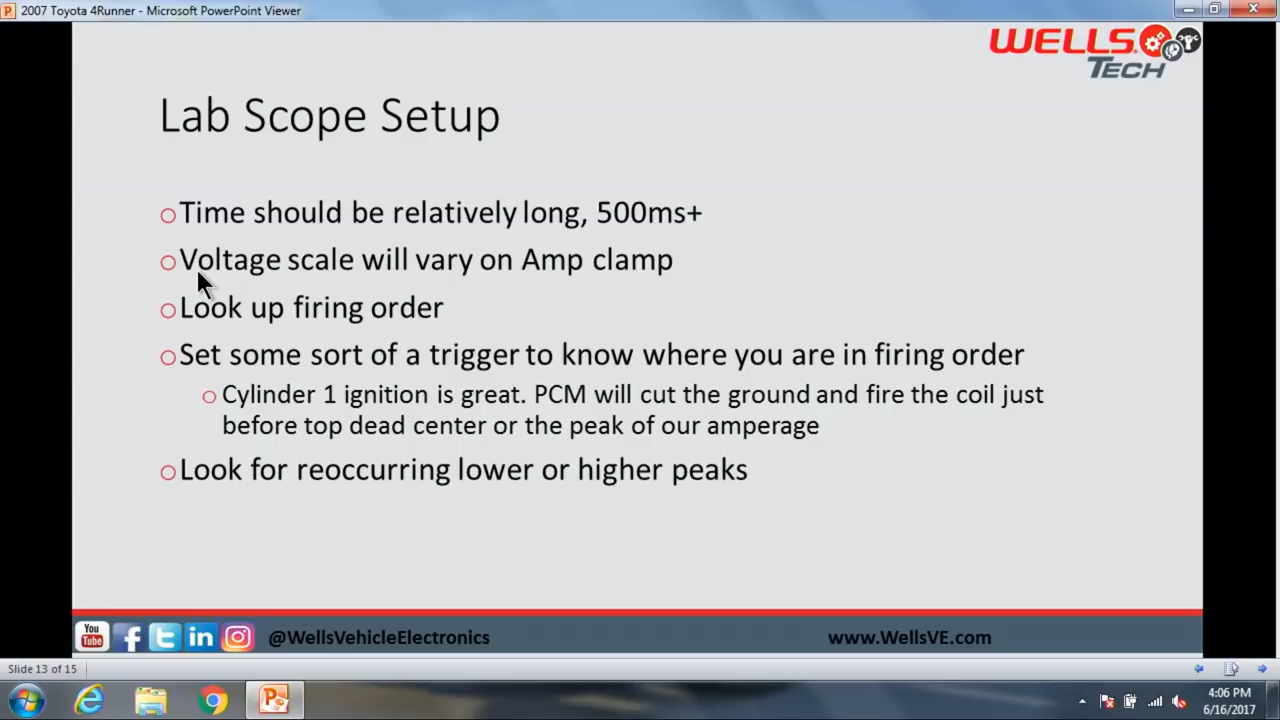 2007 Toyota 4Runner - Microsoft PowerPoint Viewer
WELLS
TECH
Lab Scope Setup
Time should be relatively long, 500ms+
Voltage scale will vary on Amp clamp
Look up firing order
Set some sort of a trigger to know where you are in firing order
Cylinder 1 ignition is great. PCM will cut the ground and fire the coil just
before top dead center or the peak of our amperage
Look for reoccurring lower or higher peaks
You
Tube
@WellsVehicleElectronics
www.WellsVE.com
Slide 13 of 15
4:06 PM
6/16/2017